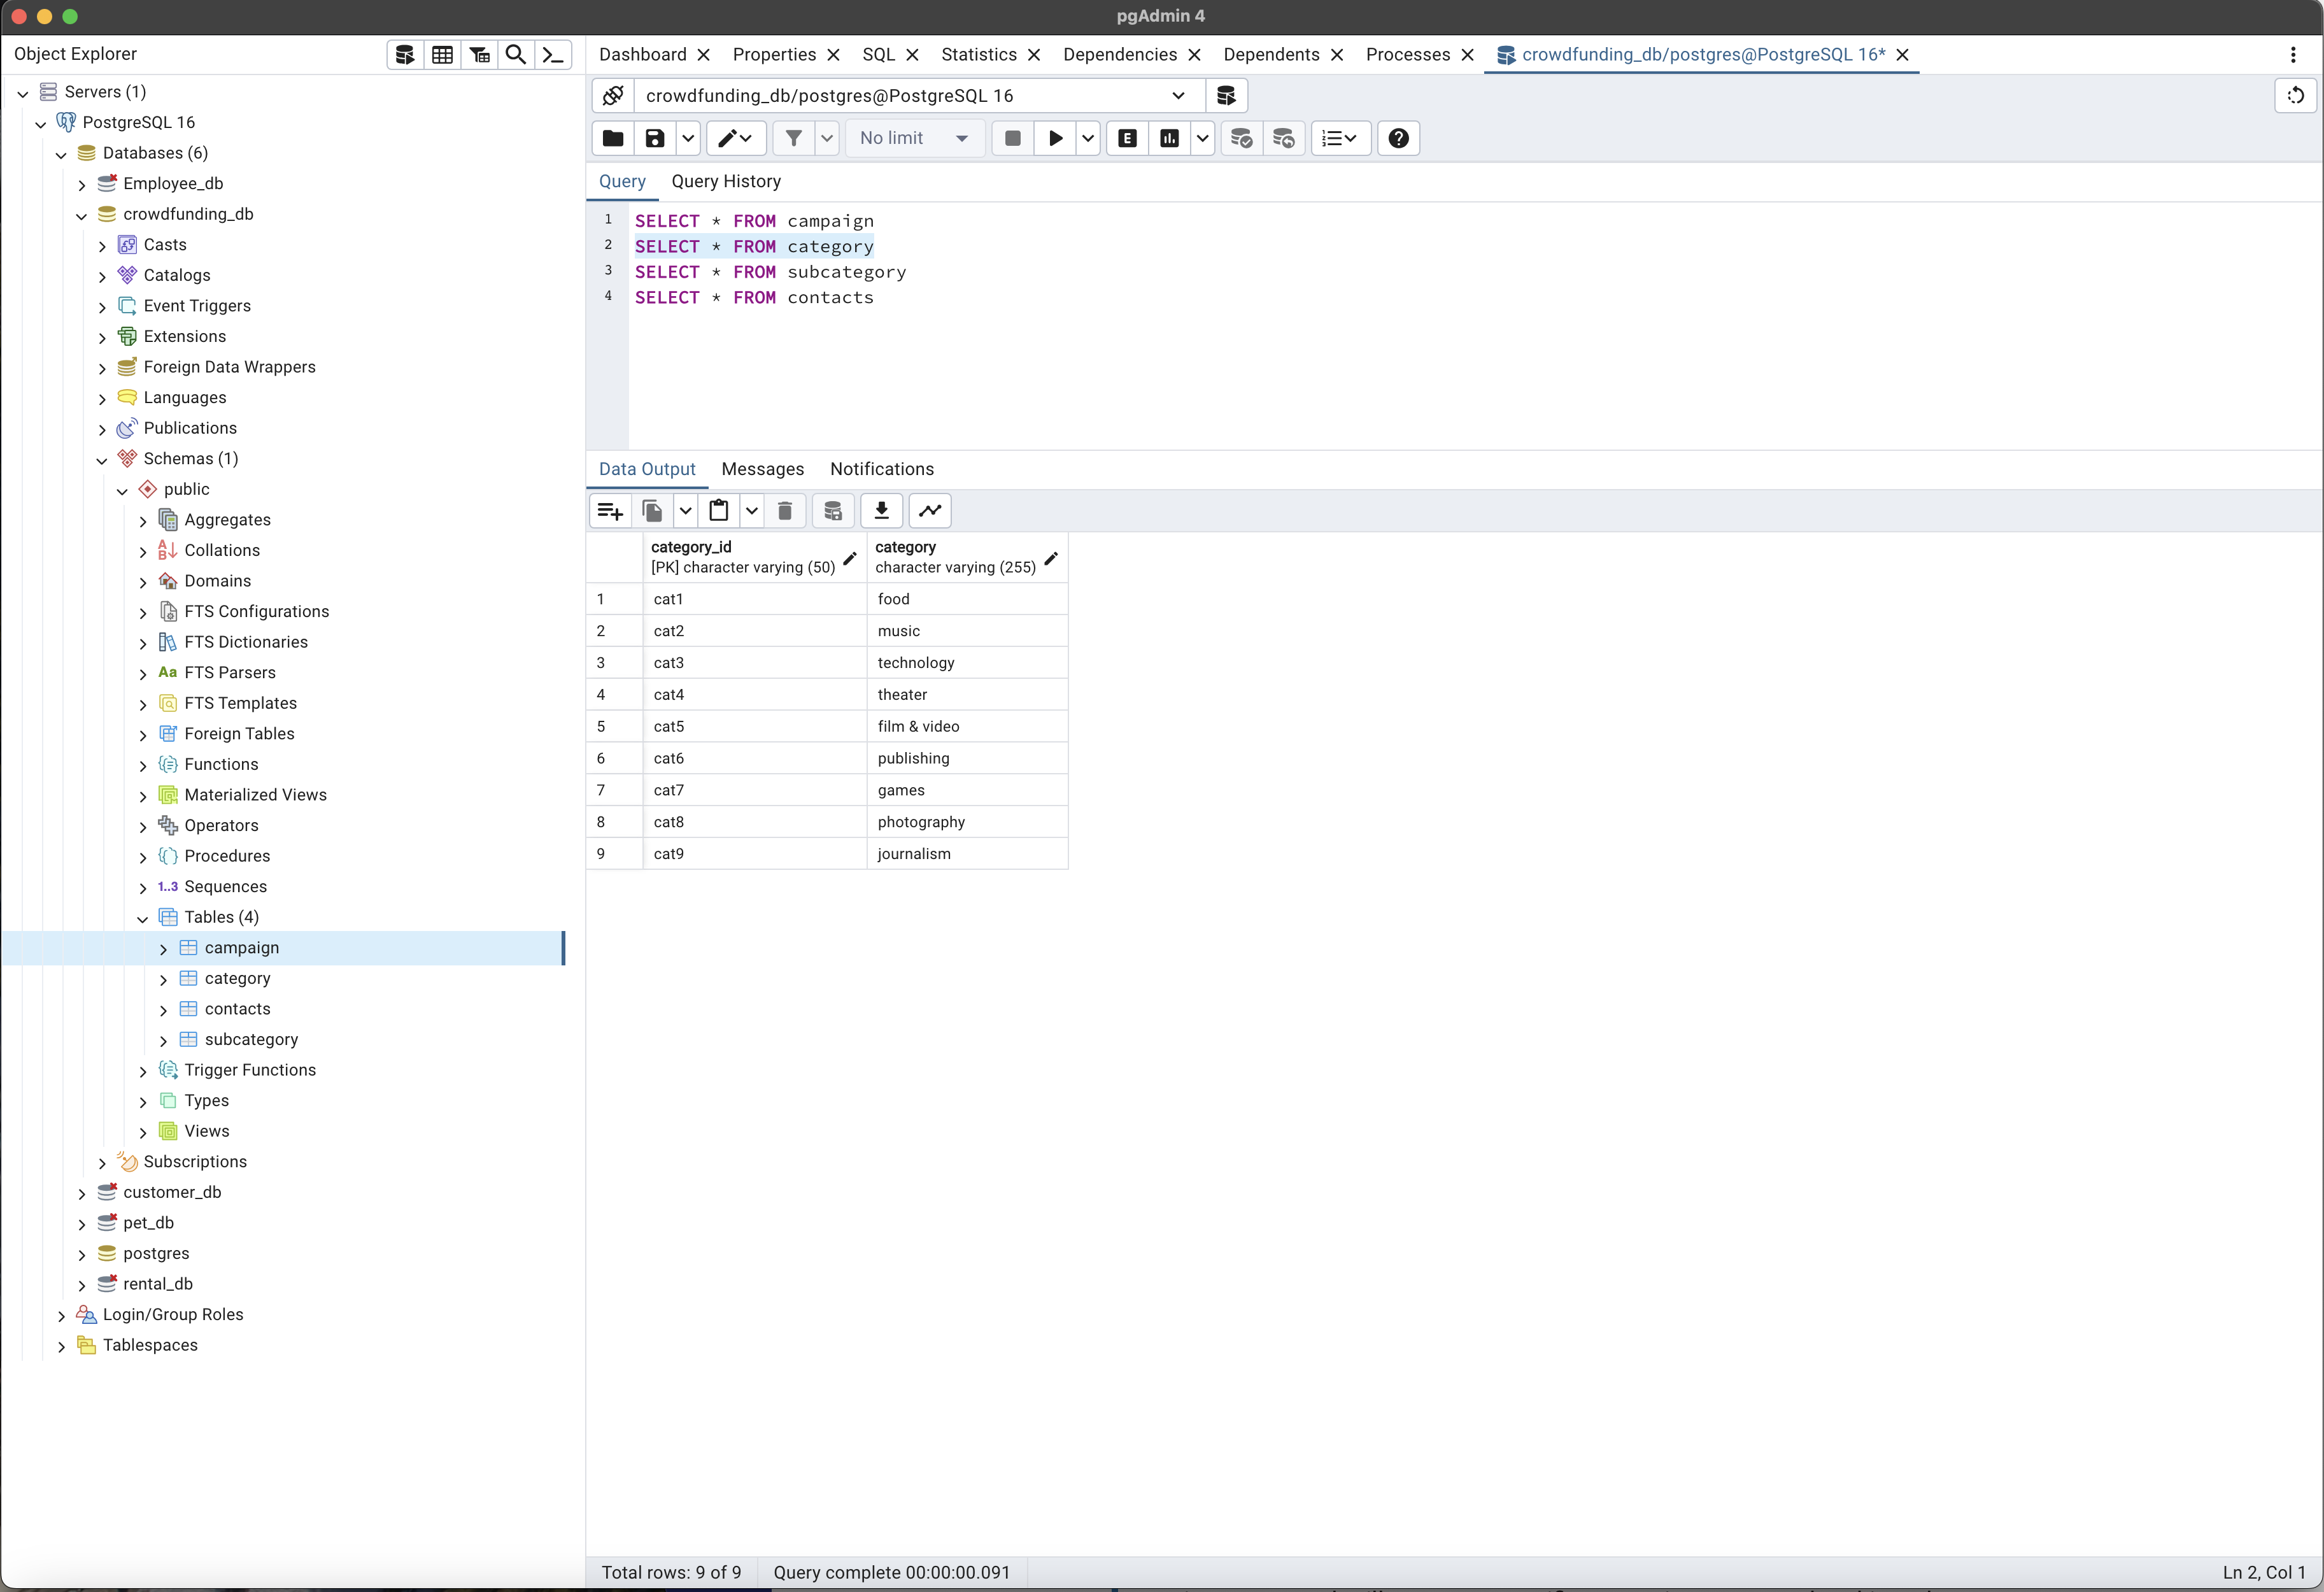 pgAdmin 4
Object Explorer
Servers (1)
PostgreSQL 16
Databases (6)
Employee_db
crowdfunding_db
Casts
Catalogs
Event Triggers
Extensions
Foreign Data Wrappers
Languages
Publications
Schemas (1)
public
Aggregates
Collations
Domains
FTS Configurations
FTS Dictionaries
Aa FTS Parsers
FTS Templates
Foreign Tables
Functions
Materialized Views
Operators
Procedures
1..3 Sequences
Tables (4)
campaign
category
contacts
subcategory
Trigger Functions
Types
Views
Subscriptions
customer_db
pet_db
postgres
rental_db
Login/Group Roles
Tablespaces
Dashboard Properties SQL Statistics Dependencies Dependents Processes crowdfunding_db/postgres@PostgreSQL 16*
crowdfunding_db/postgres@PostgreSQL 16
No limit E
Query Query History
1 SELECT * FROM campaign
2 SELECT * FROM category
3 SELECT * FROM subcategory
4 SELECT * FROM contacts
Data Output Messages Notifications
category_id category
[PK] character varying (50) character varying (255)
1 cat1 food
2 cat2 music
3 cat3 technology
4 cat4 theater
5 cat5 film & video
6 cat6 publishing
7 cat7 games
8 cat8 photography
9 cat9 journalism
Total rows: 9 of 9 Query complete 00:00:00.091 Ln 2, Col 1